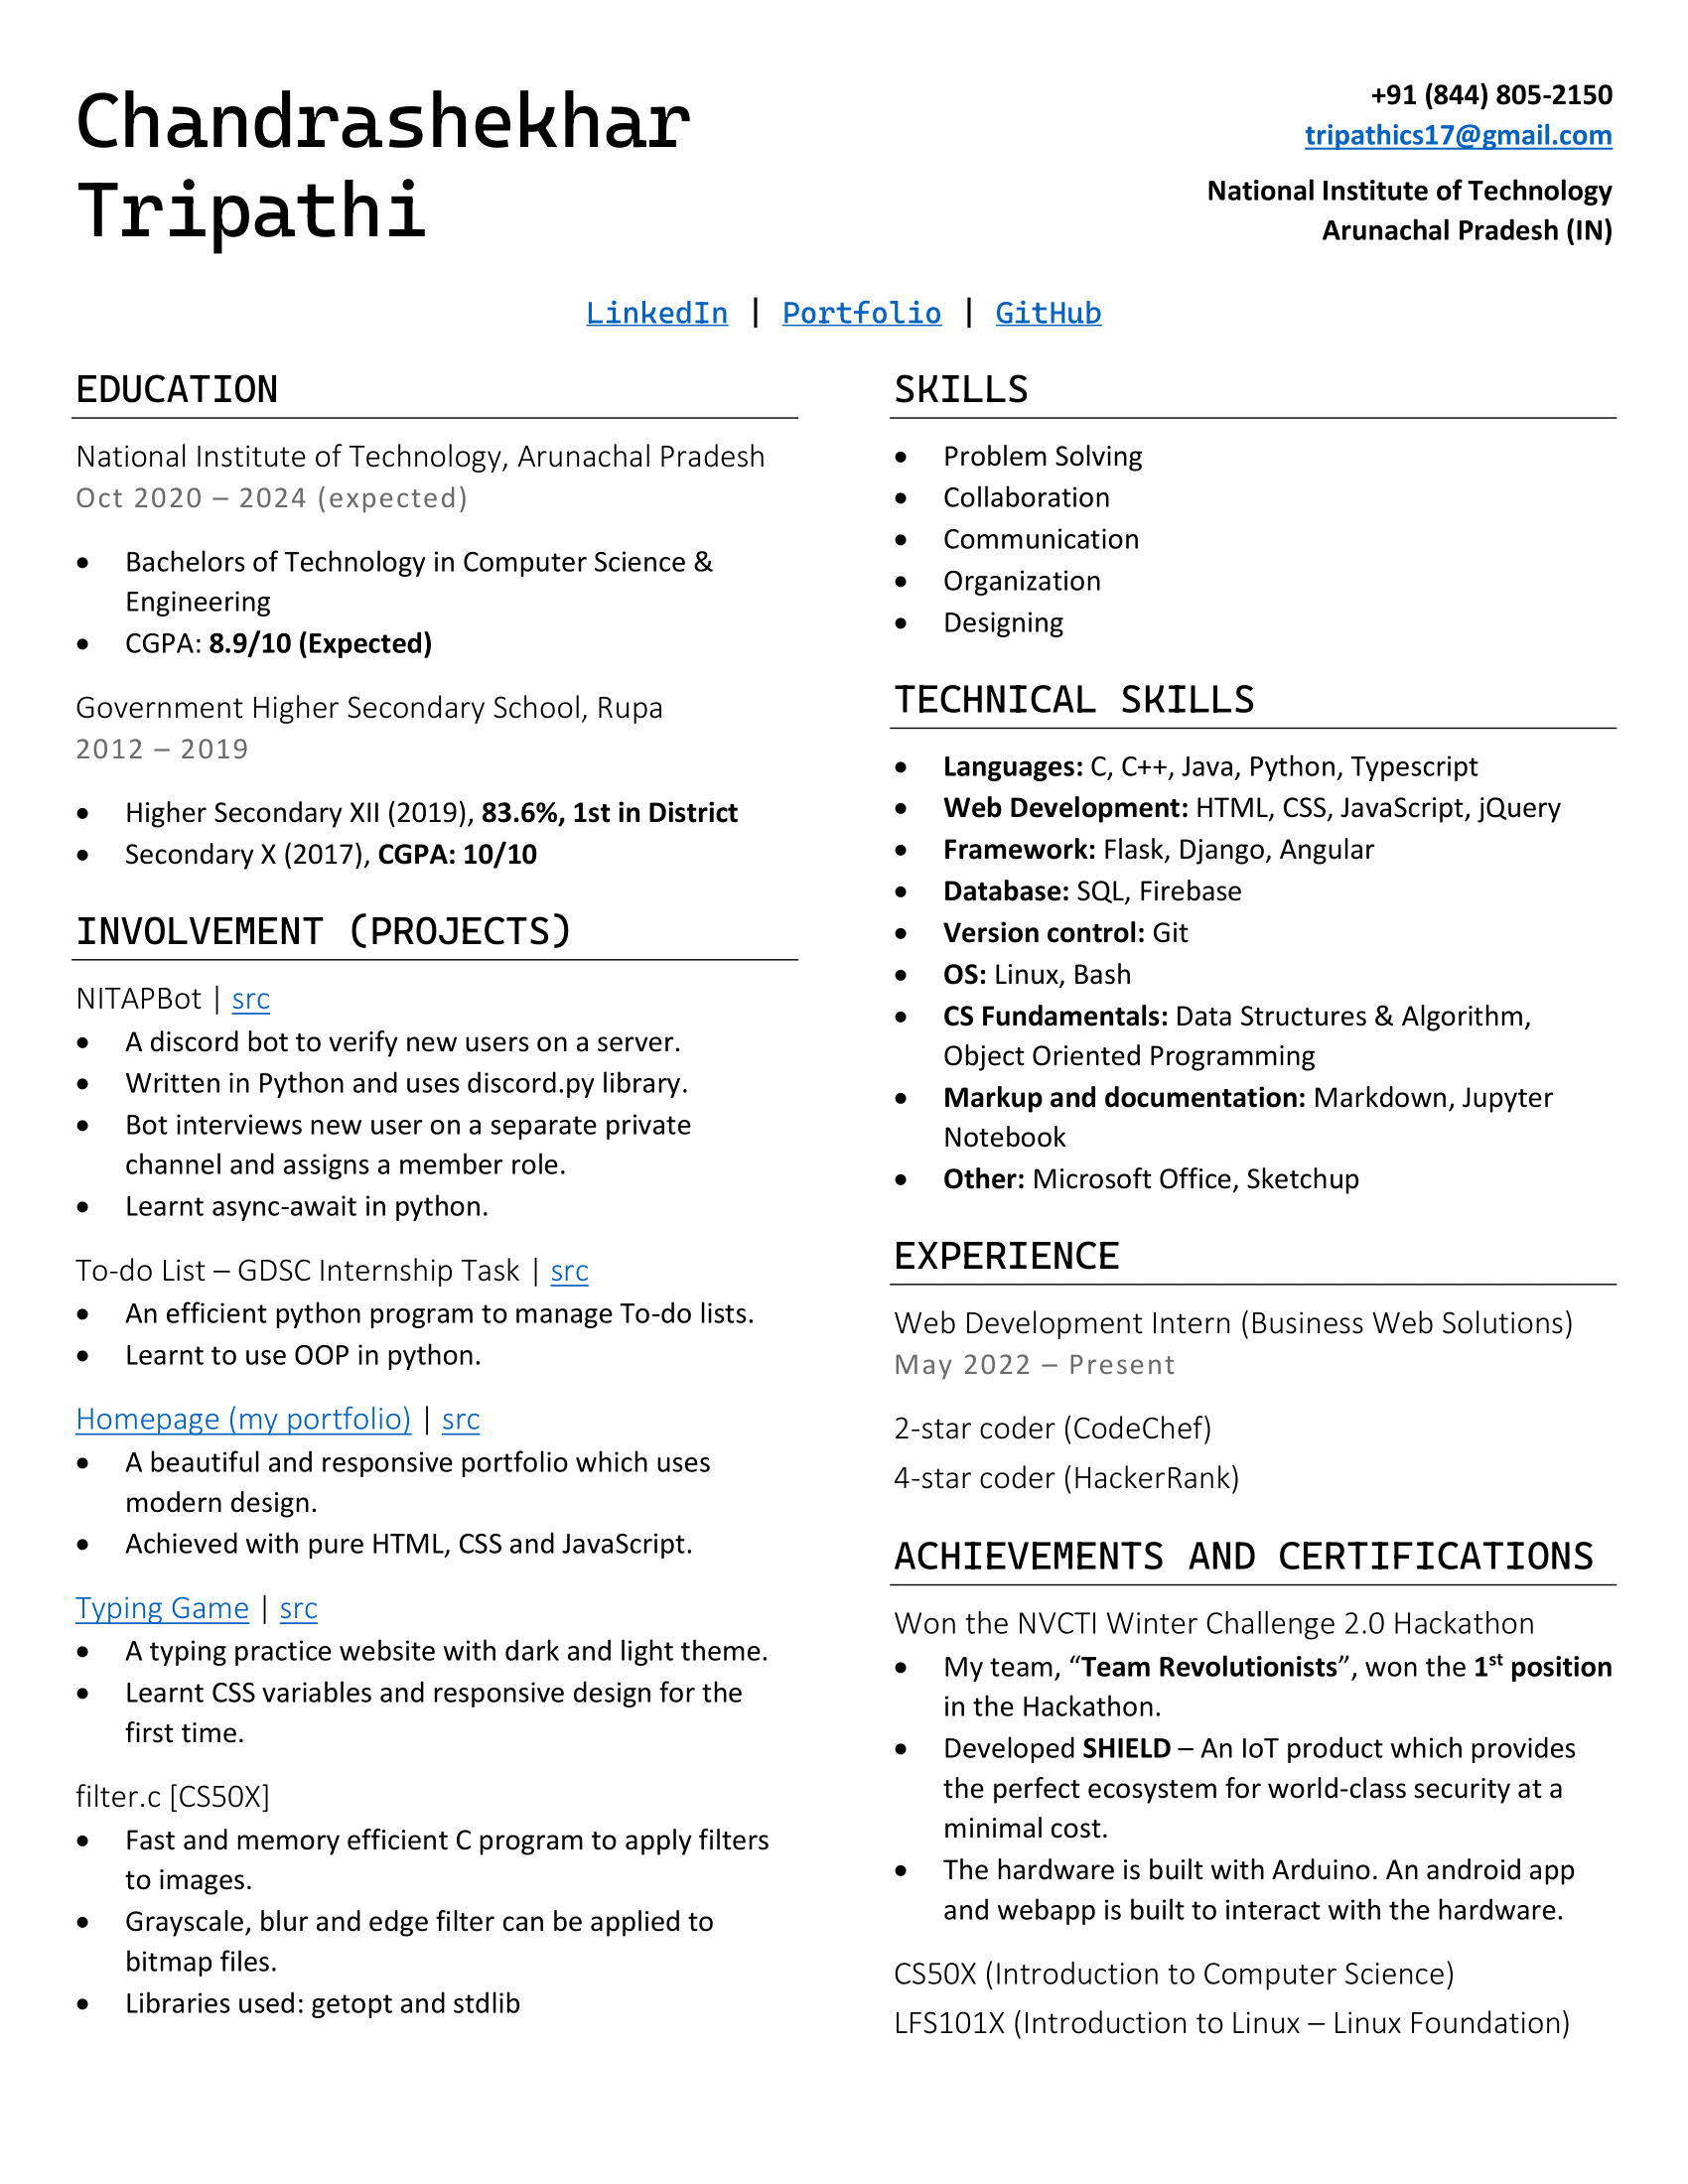 Chandrashekhar
Tripathi
+91 (844) 805-2150
tripathics17@gmail.com
National Institute of Technology
Arunachal Pradesh (IN)
LinkedIn | Portfolio | GitHub
EDUCATION
National Institute of Technology, Arunachal Pradesh
Oct 2020 – 2024 (expected)
• Bachelors of Technology in Computer Science &
Engineering
• CGPA: 8.9/10 (Expected)
Government Higher Secondary School, Rupa
2012 – 2019
• Higher Secondary XII (2019), 83.6%, 1st in District
• Secondary X (2017), CGPA: 10/10
INVOLVEMENT (PROJECTS)
NITAPBot | src
• A discord bot to verify new users on a server.
• Written in Python and uses discord.py library.
• Bot interviews new user on a separate private
channel and assigns a member role.
• Learnt async-await in python.
To-do List – GDSC Internship Task | src
• An efficient python program to manage To-do lists.
• Learnt to use OOP in python.
Homepage (my portfolio) | src
• A beautiful and responsive portfolio which uses
modern design.
• Achieved with pure HTML, CSS and JavaScript.
Typing Game | src
• A typing practice website with dark and light theme.
• Learnt CSS variables and responsive design for the
first time.
filter.c [CS50X]
• Fast and memory efficient C program to apply filters
to images.
• Grayscale, blur and edge filter can be applied to
bitmap files.
• Libraries used: getopt and stdlib
SKILLS
• Problem Solving
• Collaboration
• Communication
• Organization
• Designing
TECHNICAL SKILLS
• Languages: C, C++, Java, Python, Typescript
• Web Development: HTML, CSS, JavaScript, jQuery
• Framework: Flask, Django, Angular
• Database: SQL, Firebase
• Version control: Git
• OS: Linux, Bash
• CS Fundamentals: Data Structures & Algorithm,
Object Oriented Programming
• Markup and documentation: Markdown, Jupyter
Notebook
• Other: Microsoft Office, Sketchup
EXPERIENCE
Web Development Intern (Business Web Solutions)
May 2022 – Present
2-star coder (CodeChef)
4-star coder (HackerRank)
ACHIEVEMENTS AND CERTIFICATIONS
Won the NVCTI Winter Challenge 2.0 Hackathon
• My team, “Team Revolutionists”, won the 1st position
in the Hackathon.
• Developed SHIELD – An IoT product which provides
the perfect ecosystem for world-class security at a
minimal cost.
• The hardware is built with Arduino. An android app
and webapp is built to interact with the hardware.
CS50X (Introduction to Computer Science)
LFS101X (Introduction to Linux – Linux Foundation)